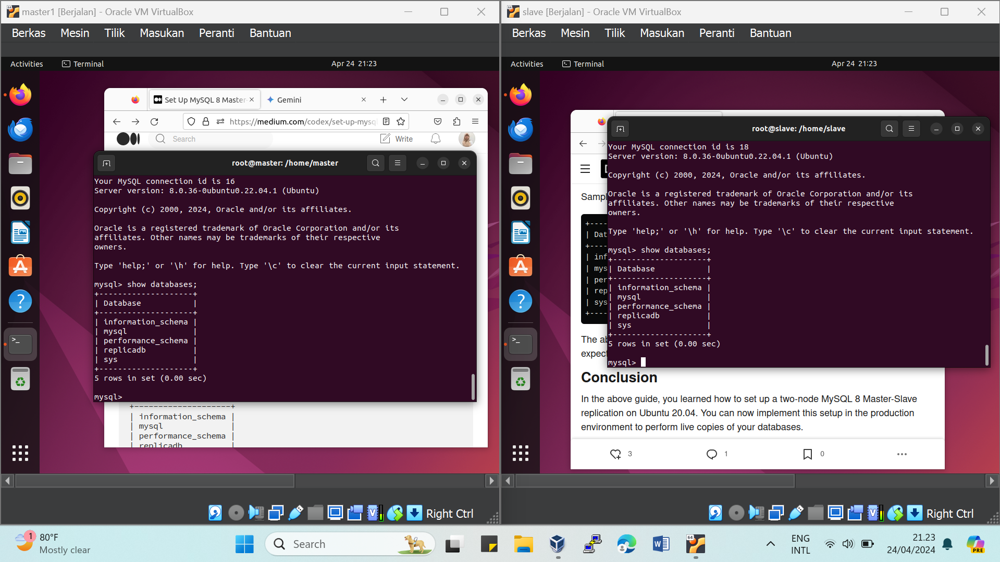 master1 [Berjalan] - Oracle VM VirtualBox
Berkas Mesin Tilik Masukan Peranti Bantuan
Activities Terminal Apr 24 21:23
Set Up MySQL 8 Master- Gemini
https://medium.com/codex/set-up-mysql
Search Write
root@master: /home/master
Your MySQL connection id is 16
Server version: 8.0.36-0ubuntu0.22.04.1 (Ubuntu)
Copyright (c) 2000, 2024, Oracle and/or its affiliates.
Oracle is a registered trademark of Oracle Corporation and/or its
affiliates. Other names may be trademarks of their respective
owners.
Type 'help;' or '\h' for help. Type '\c' to clear the current input statement.
mysql> show databases;
+--------------------+
| Database           |
+--------------------+
| information_schema |
| mysql              |
| performance_schema |
| replicadb          |
| sys                |
+--------------------+
5 rows in set (0.00 sec)
mysql>
+--------------------+
| information_schema |
| mysql              |
| performance_schema |
| replicadb          |
Right Ctrl
slave [Berjalan] - Oracle VM VirtualBox
Berkas Mesin Tilik Masukan Peranti Bantuan
Activities Terminal Apr 24 21:23
root@slave: /home/slave
Your MySQL connection id is 18
Server version: 8.0.36-0ubuntu0.22.04.1 (Ubuntu)
Copyright (c) 2000, 2024, Oracle and/or its affiliates.
Oracle is a registered trademark of Oracle Corporation and/or its
affiliates. Other names may be trademarks of their respective
owners.
Type 'help;' or '\h' for help. Type '\c' to clear the current input statement.
mysql> show databases;
+--------------------+
| Database           |
+--------------------+
| information_schema |
| mysql              |
| performance_schema |
| replicadb          |
| sys                |
+--------------------+
5 rows in set (0.00 sec)
mysql>
Sampl
+----
| Dat
+----
| inf
| mys
| per
| rep
| sys
+----
The ab
expect
Conclusion
In the above guide, you learned how to set up a two-node MySQL 8 Master-Slave
replication on Ubuntu 20.04. You can now implement this setup in the production
environment to perform live copies of your databases.
3 1 0
Right Ctrl
1
80°F
Mostly clear
Search
64
ENG
INTL
21.23
24/04/2024
PRE